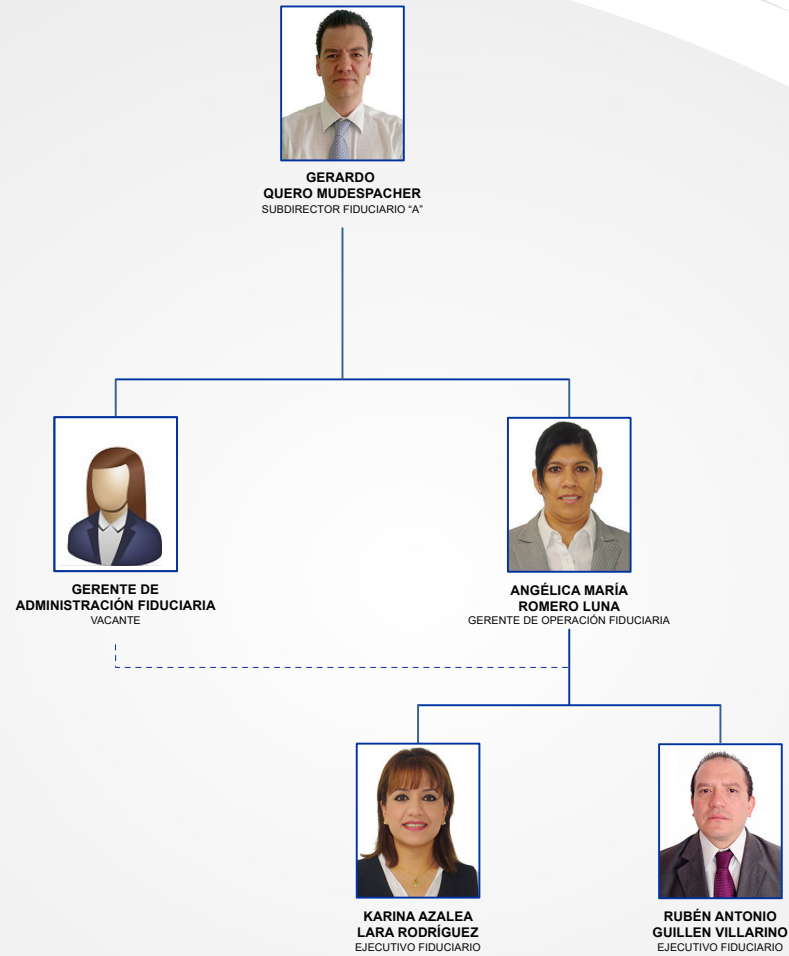 GERARDO
QUERO MUDESPACHER
SUBDIRECTOR FIDUCIARIO “A”
GERENTE DE
ADMINISTRACIÓN FIDUCIARIA
VACANTE
ANGÉLICA MARÍA
ROMERO LUNA
GERENTE DE OPERACIÓN FIDUCIARIA
KARINA AZALEA
LARA RODRÍGUEZ
EJECUTIVO FIDUCIARIO
RUBÉN ANTONIO
GUILLEN VILLARINO
EJECUTIVO FIDUCIARIO